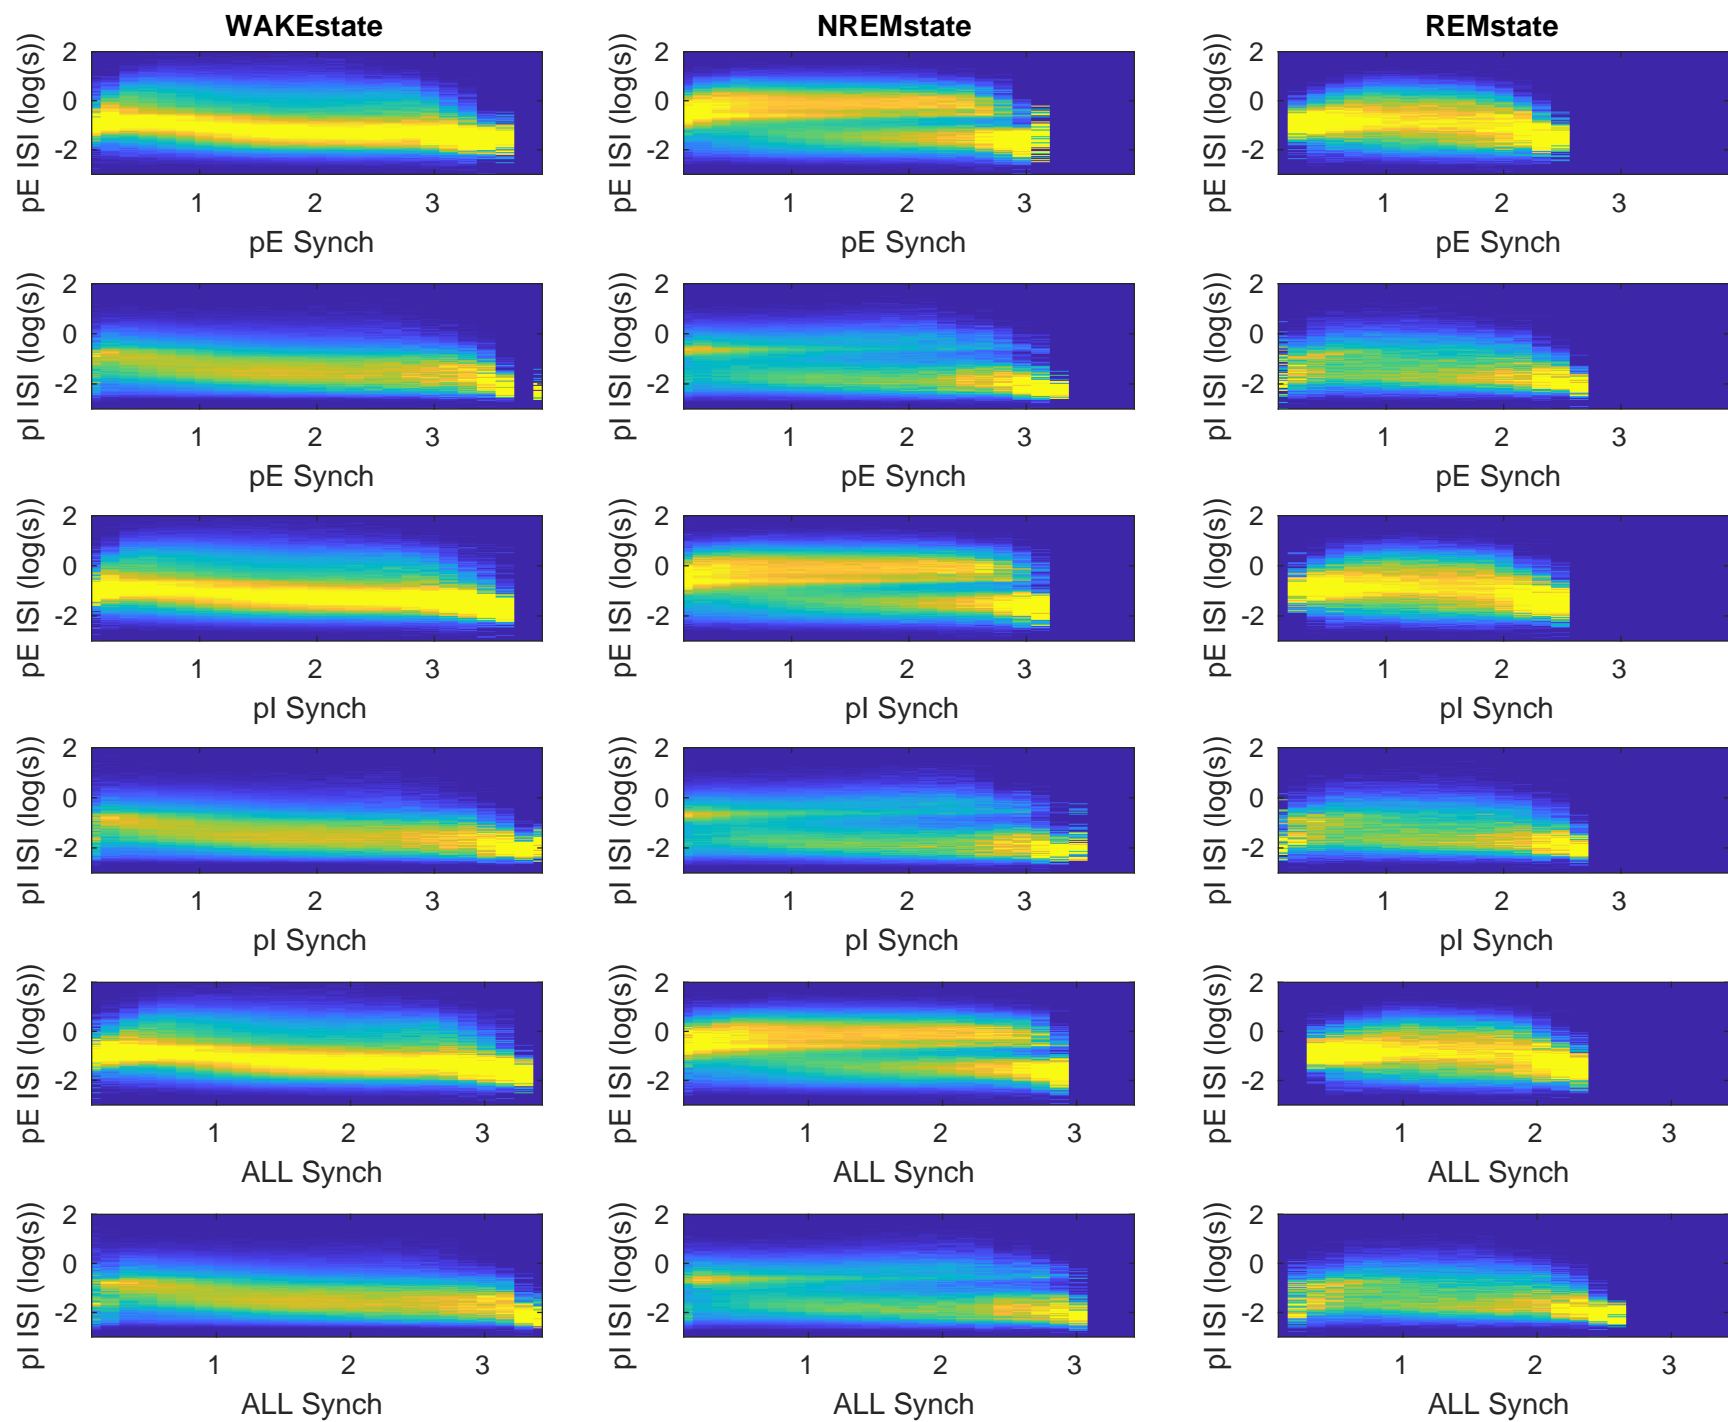 WAKEstate NREMstate REMstate
pE ISI (log(s)) 2 0 -2 pE ISI (log(s)) 2 0 -2 pE ISI (log(s)) 2 0 -2
1 2 3 1 2 3 1 2 3
pE Synch pE Synch pE Synch
pI ISI (log(s)) 2 0 -2 pI ISI (log(s)) 2 0 -2 pI ISI (log(s)) 2 0 -2
1 2 3 1 2 3 1 2 3
pE Synch pE Synch pE Synch
pE ISI (log(s)) 2 0 -2 pE ISI (log(s)) 2 0 -2 pE ISI (log(s)) 2 0 -2
1 2 3 1 2 3 1 2 3
pI Synch pI Synch pI Synch
pI ISI (log(s)) 2 0 -2 pI ISI (log(s)) 2 0 -2 pI ISI (log(s)) 2 0 -2
1 2 3 1 2 3 1 2 3
pI Synch pI Synch pI Synch
pE ISI (log(s)) 2 0 -2 pE ISI (log(s)) 2 0 -2 pE ISI (log(s)) 2 0 -2
1 2 3 1 2 3 1 2 3
ALL Synch ALL Synch ALL Synch
pI ISI (log(s)) 2 0 -2 pI ISI (log(s)) 2 0 -2 pI ISI (log(s)) 2 0 -2
1 2 3 1 2 3 1 2 3
ALL Synch ALL Synch ALL Synch